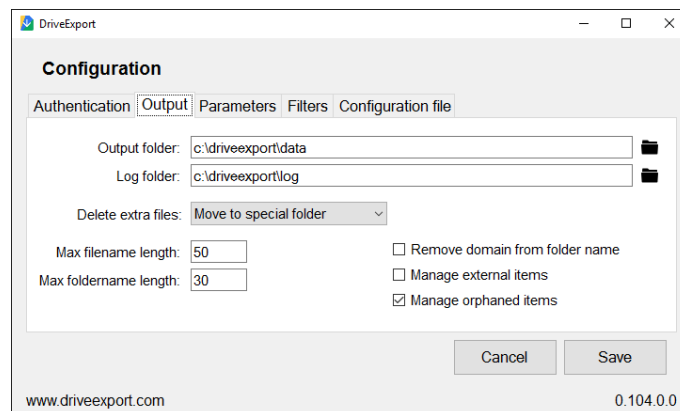 DriveExport
Configuration
Authentication Output Parameters Filters Configuration file
Output folder: c:\driveexport\data
Log folder: c:\driveexport\log
Delete extra files: Move to special folder
Max filename length: 50
Remove domain from folder name
Max foldername length: 30
Manage external items
Manage orphaned items
Cancel Save
www.driveexport.com 0.104.0.0